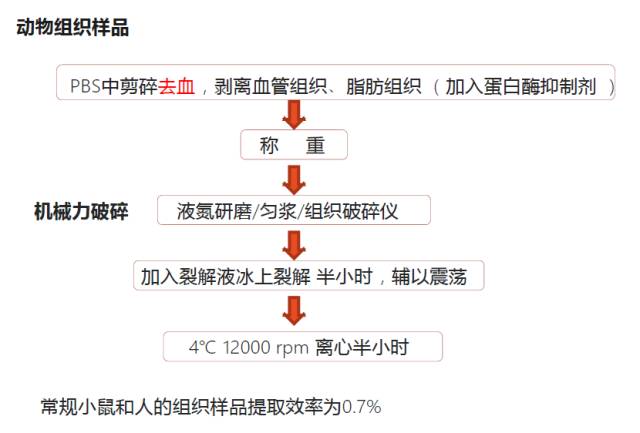 动物组织样品
PBS中剪碎去血，剥离血管组织、脂肪组织（加入蛋白酶抑制剂）
称 重
机械力破碎
液氮研磨/匀浆/组织破碎仪
加入裂解液冰上裂解 半小时，辅以震荡
4℃ 12000 rpm 离心半小时
常规小鼠和人的组织样品提取效率为0.7%